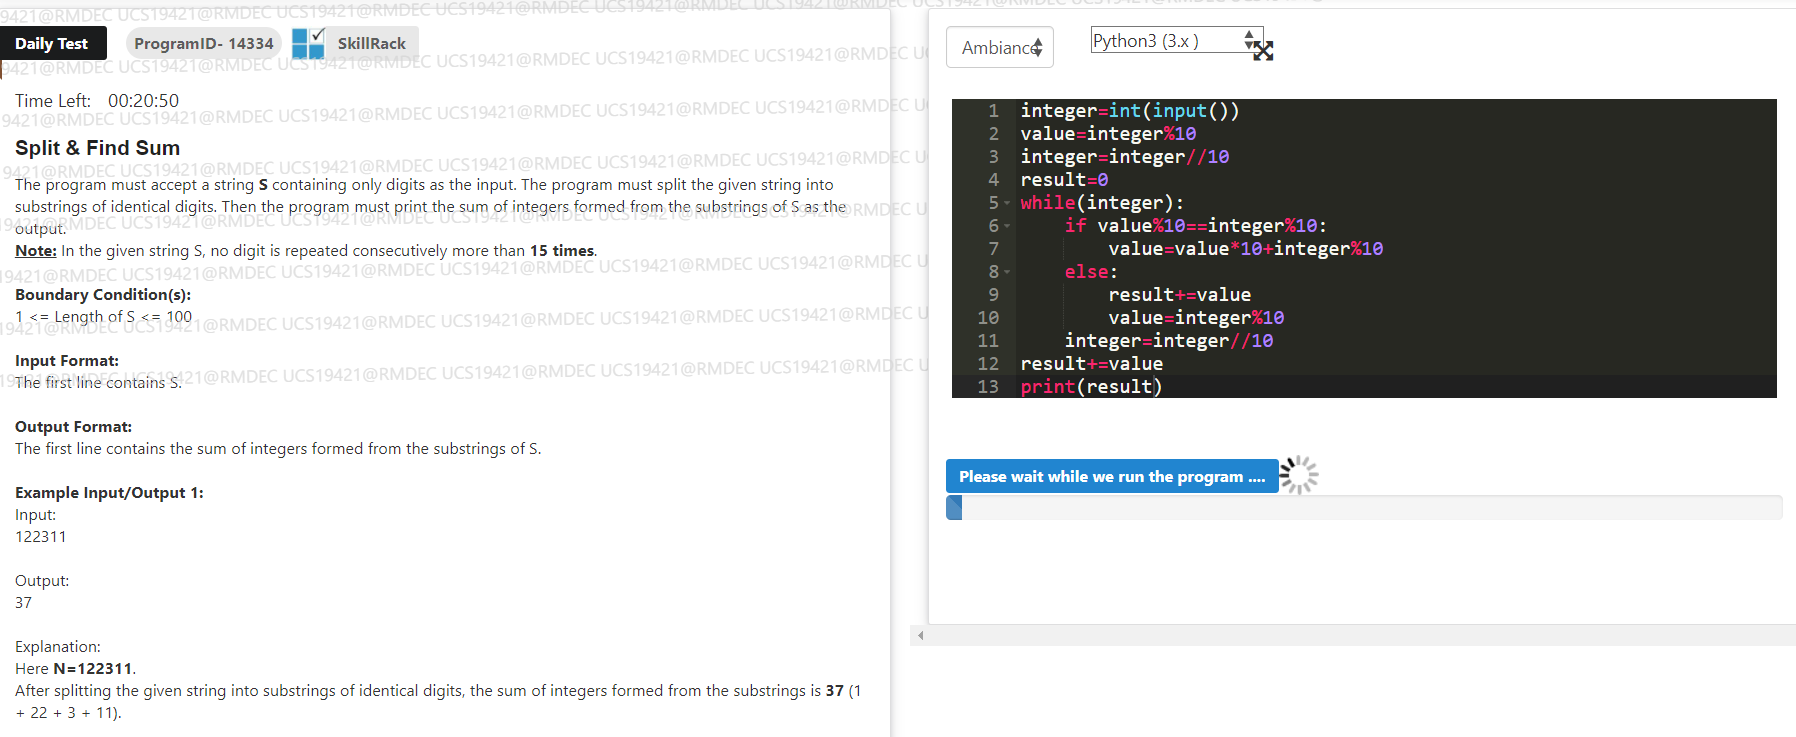 Daily Test
ProgramID- 14334
SkillRack
Time Left: 00:20:50
Split & Find Sum
The program must accept a string S containing only digits as the input. The program must split the given string into
substrings of identical digits. Then the program must print the sum of integers formed from the substrings of S as the
output.
Note: In the given string S, no digit is repeated consecutively more than 15 times.
Boundary Condition(s):
1 <= Length of S <= 100
Input Format:
The first line contains S.
Output Format:
The first line contains the sum of integers formed from the substrings of S.
Example Input/Output 1:
Input:
122311
Output:
37
Explanation:
Here N=122311.
After splitting the given string into substrings of identical digits, the sum of integers formed from the substrings is 37 (1
+ 22 + 3 + 11).
Ambiance
Python3 (3.x )
1 integer=int(input())
2 value=integer%10
3 integer=integer//10
4 result=0
5 while(integer):
6     if value%10==integer%10:
7         value=value*10+integer%10
8     else:
9         result+=value
10         value=integer%10
11     integer=integer//10
12 result+=value
13 print(result)
Please wait while we run the program ....
UCS19421@RMDEC UCS19421@RMDEC UCS19421@RMDEC UCS19421@RMDEC UCS19421@RMDEC